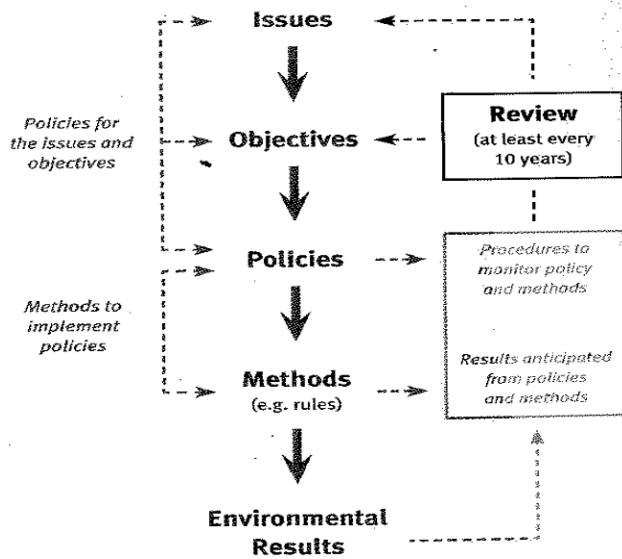 Issues
Policies for
the issues and
objectives
Objectives
Review
(at least every
10 years)
Policies
Procedures to
monitor policy
and methods
Methods to
implement
policies
Methods
(e.g. rules)
Results anticipated
from policies
and methods
Environmental
Results